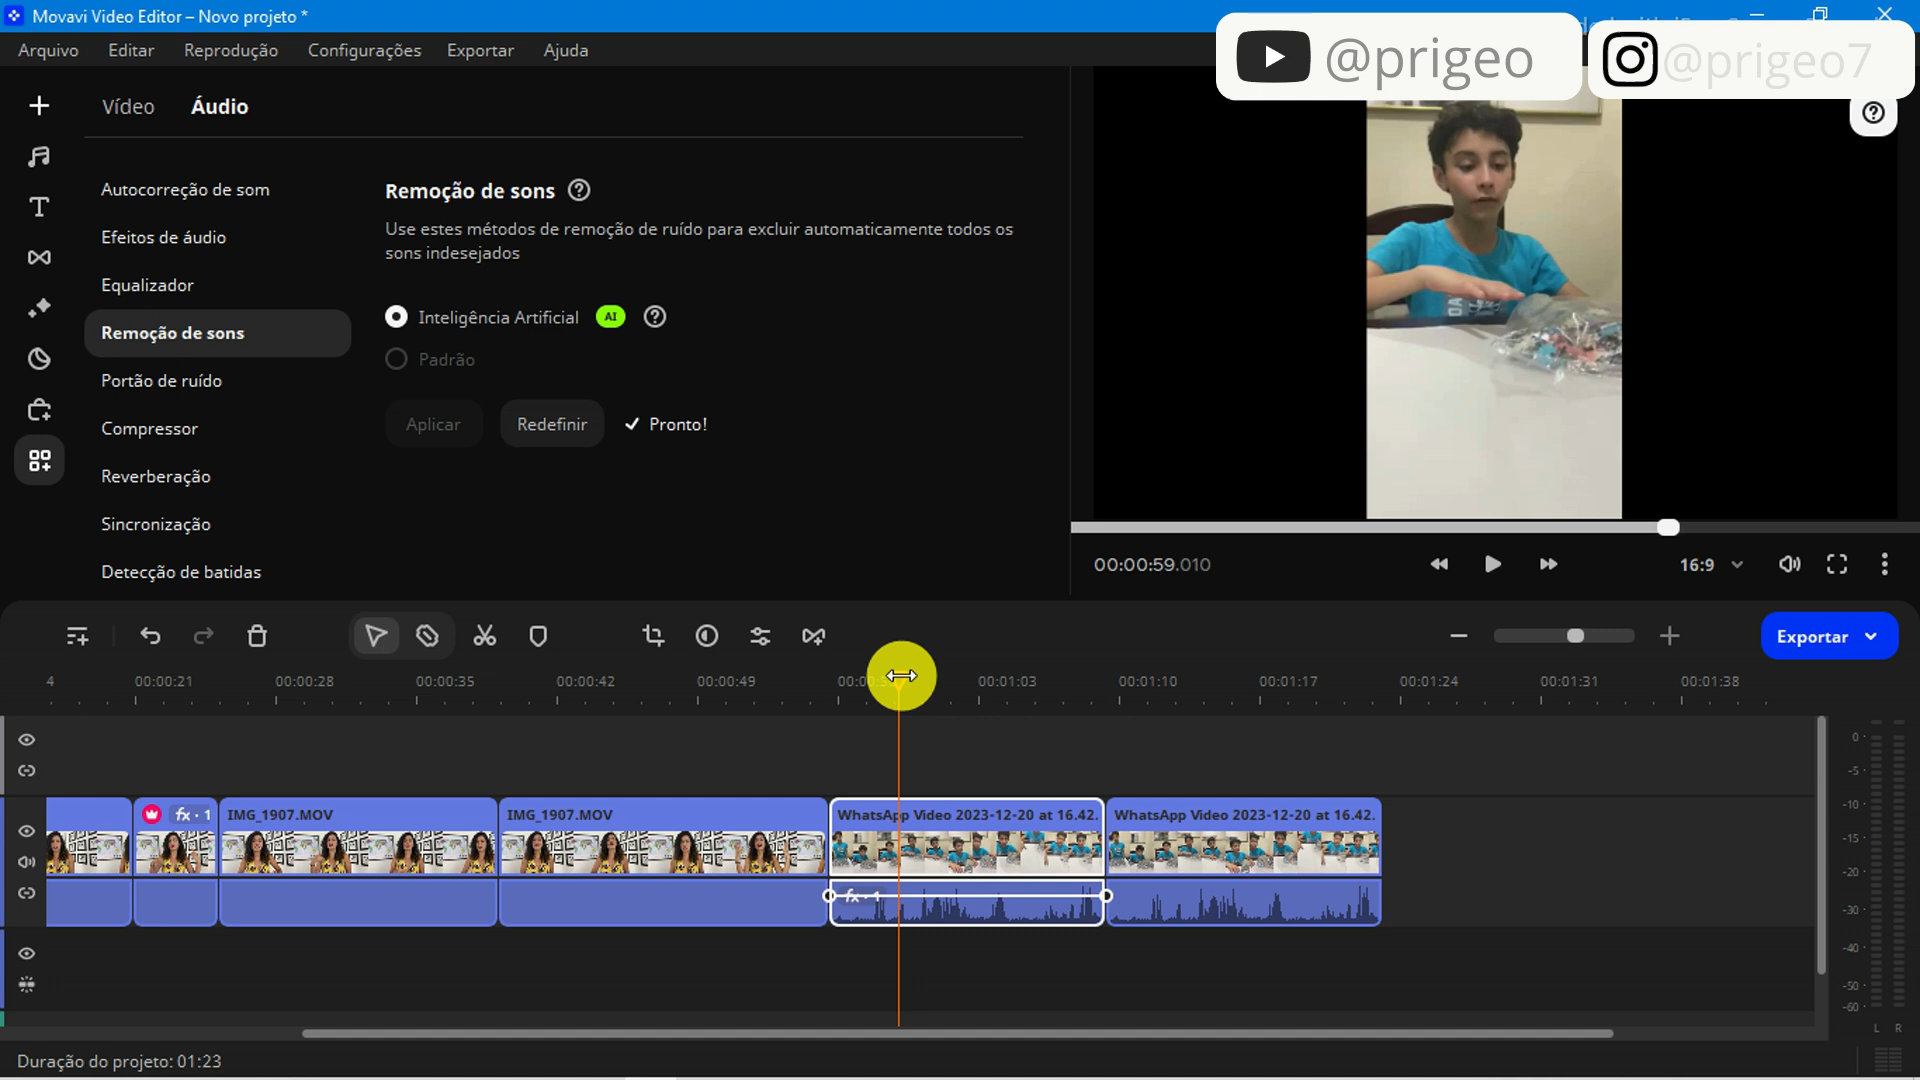 Movavi Video Editor – Novo projeto *
Arquivo Editar Reprodução Configurações Exportar Ajuda
@prigeo
@prigeo7
Vídeo Áudio
Autocorreção de som
Efeitos de áudio
Equalizador
Remoção de sons
Portão de ruído
Compressor
Reverberação
Sincronização
Detecção de batidas
Remoção de sons
Use estes métodos de remoção de ruído para excluir automaticamente todos os
sons indesejados
Inteligência Artificial AI
Padrão
Aplicar Redefinir Pronto!
00:00:59.010
16:9
Exportar
4 00:00:21 00:00:28 00:00:35 00:00:42 00:00:49 00:01:03 00:01:10 00:01:17 00:01:24 00:01:31 00:01:38
fx · 1 IMG_1907.MOV IMG_1907.MOV WhatsApp Video 2023-12-20 at 16.42. WhatsApp Video 2023-12-20 at 16.42.
fx · 1
0
-5
-10
-15
-20
-30
-40
-50
-60
L R
Duração do projeto: 01:23